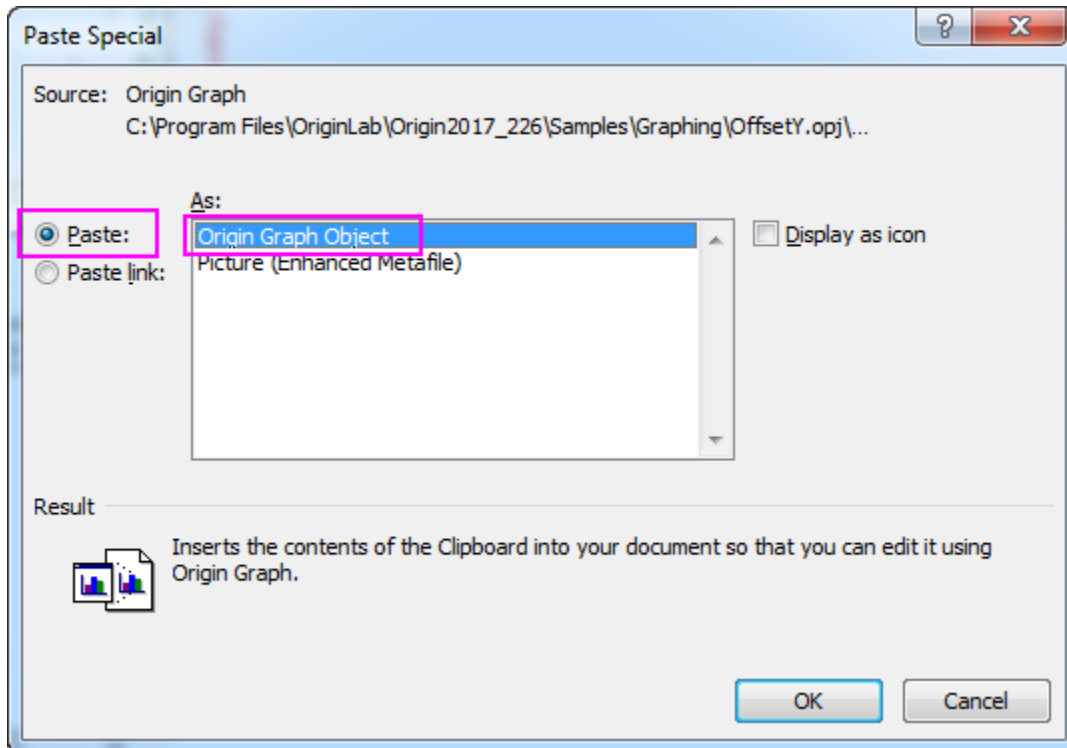 Paste Special
Source: Origin Graph
C:\Program Files\OriginLab\Origin2017_226\Samples\Graphing\OffsetY.opj\...
As:
Paste:
Origin Graph Object
Display as icon
Paste link:
Picture (Enhanced Metafile)
Result
Inserts the contents of the Clipboard into your document so that you can edit it using
Origin Graph.
OK
Cancel